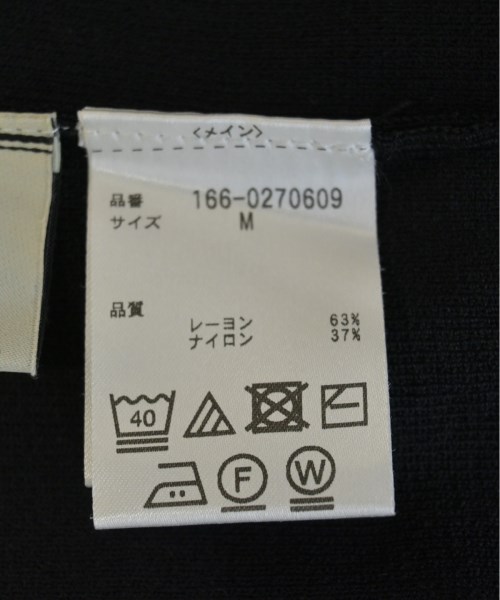 <メイン>
品番 166-0270609
サイズ M
品質
レーヨン 63%
ナイロン 37%
40
F W